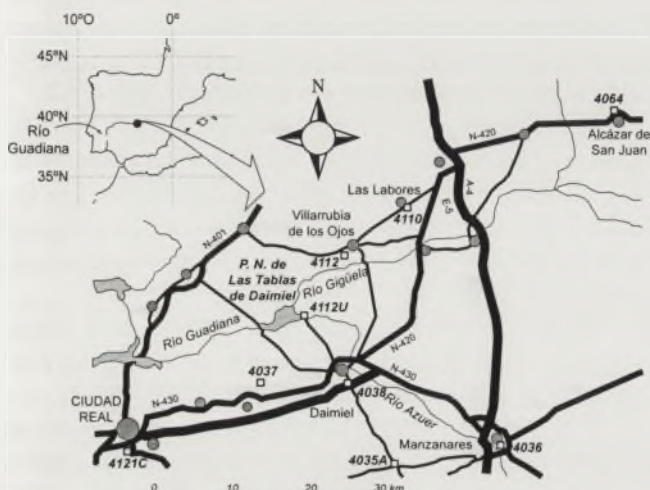 10ºO 0º
45ºN
40ºN
Río
Guadiana
35ºN
N
4064
N-420
Alcázar de
San Juan
A-4
E-5
Las Labores
4110
Villarrubia
de los Ojos
N-401
4112
P. N. de
Las Tablas
de Daimiel
Río Gigüela
4112U
Río Guadiana
N-420
4037
N-430
4038
CIUDAD
REAL
N-430
Daimiel
Río Azuer
Manzanares
4036
4121C
4035A
0 10 20 30 km